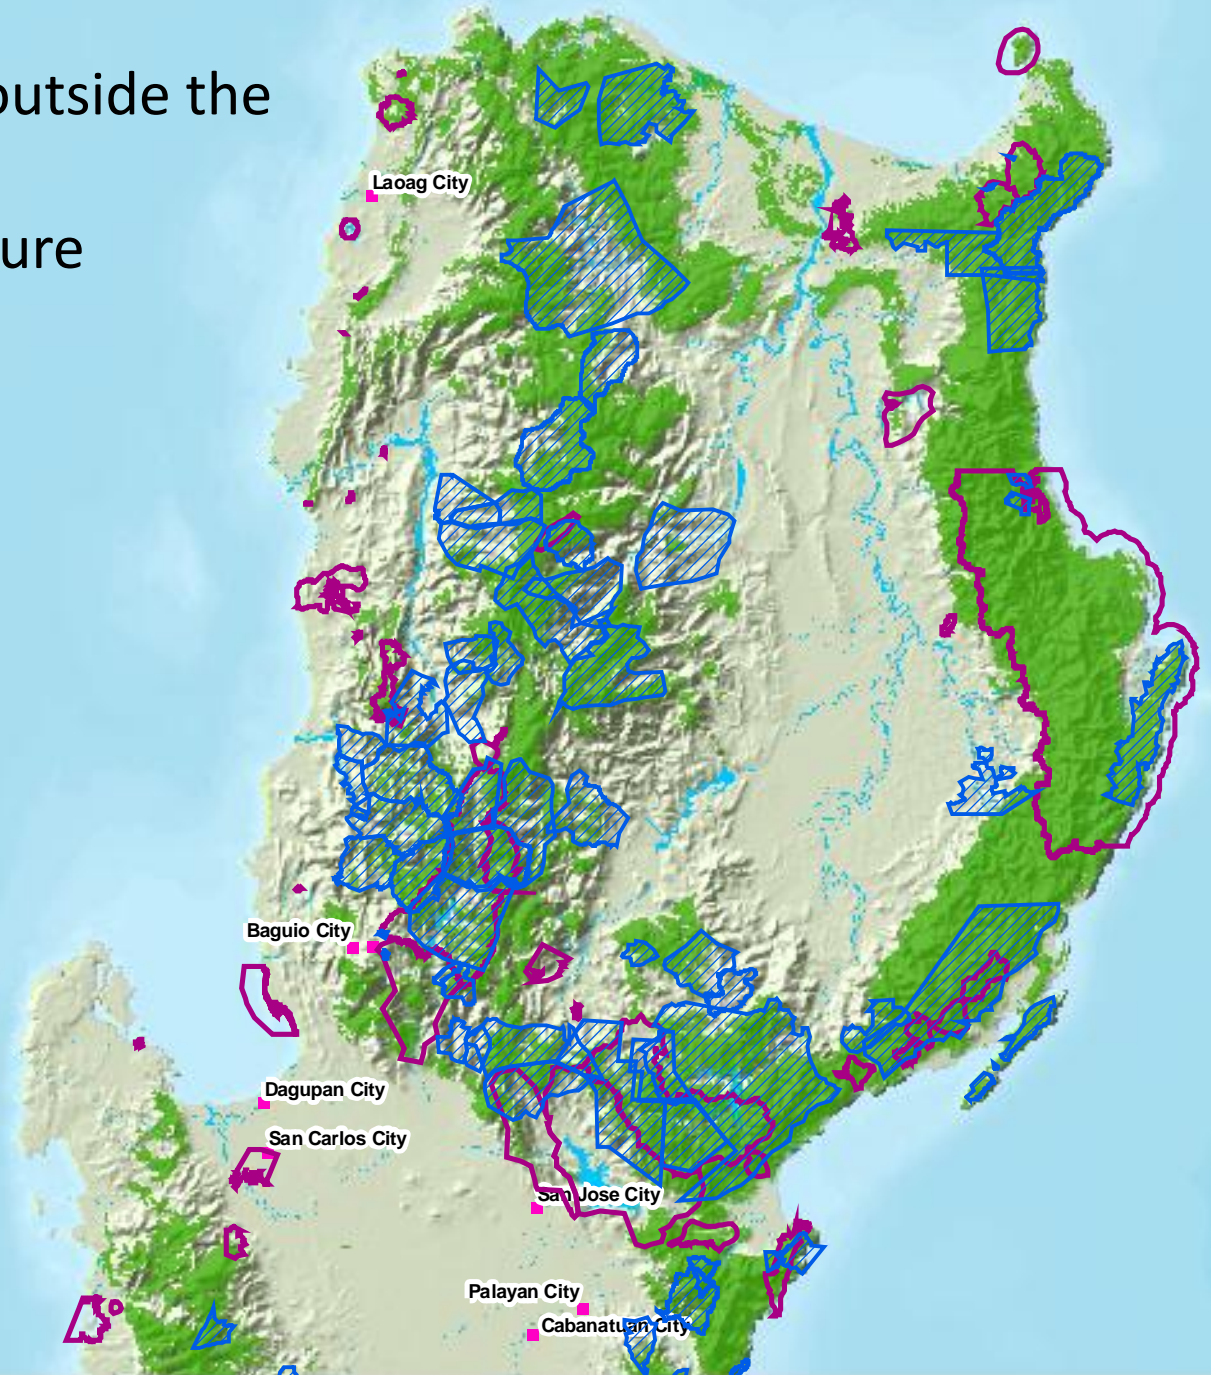 outside the
ure
Laoag City
Baguio City
Dagupan City
San Carlos City
San Jose City
Palayan City
Cabanatuan City